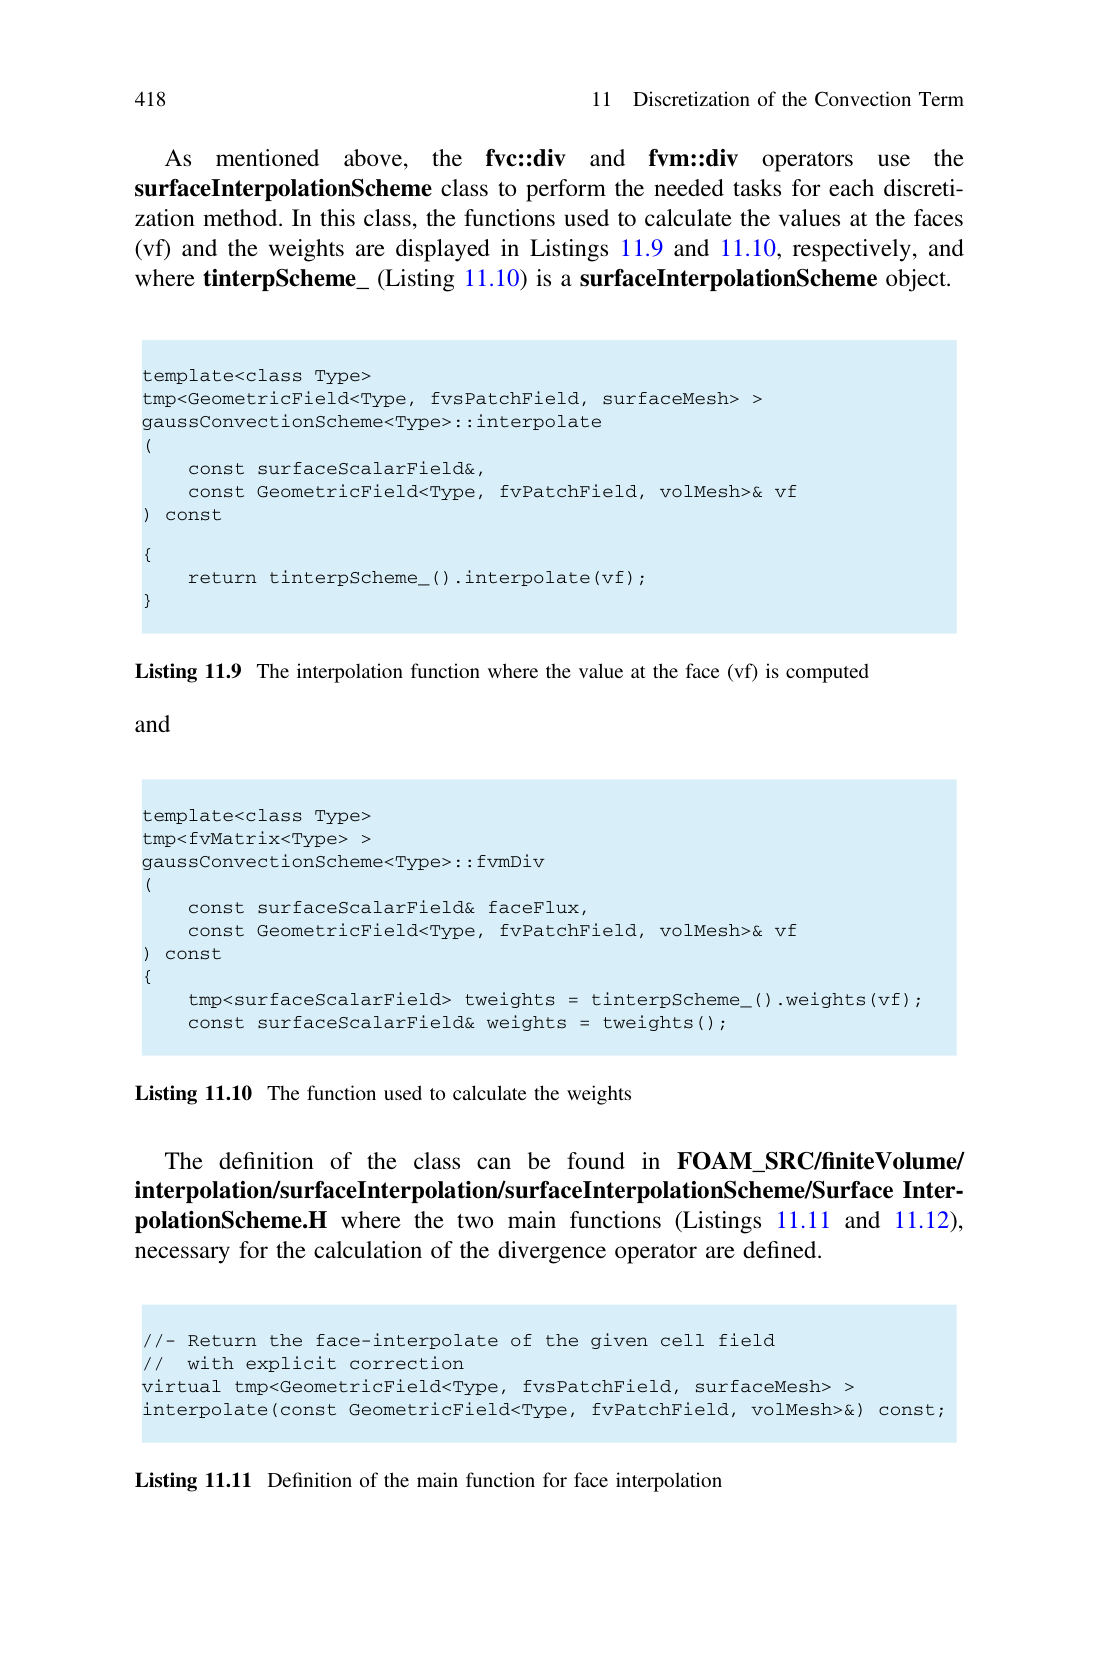 418 11 Discretization of the Convection Term
As mentioned above, the fvc::div and fvm::div operators use the
surfaceInterpolationScheme class to perform the needed tasks for each discreti-
zation method. In this class, the functions used to calculate the values at the faces
(vf) and the weights are displayed in Listings 11.9 and 11.10, respectively, and
where tinterpScheme_ (Listing 11.10) is a surfaceInterpolationScheme object.
template<class Type>
tmp<GeometricField<Type, fvsPatchField, surfaceMesh> >
gaussConvectionScheme<Type>::interpolate
(
    const surfaceScalarField&,
    const GeometricField<Type, fvPatchField, volMesh>& vf
) const
{
    return tinterpScheme_().interpolate(vf);
}
Listing 11.9 The interpolation function where the value at the face (vf) is computed
and
template<class Type>
tmp<fvMatrix<Type> >
gaussConvectionScheme<Type>::fvmDiv
(
    const surfaceScalarField& faceFlux,
    const GeometricField<Type, fvPatchField, volMesh>& vf
) const
{
    tmp<surfaceScalarField> tweights = tinterpScheme_().weights(vf);
    const surfaceScalarField& weights = tweights();
Listing 11.10 The function used to calculate the weights
The definition of the class can be found in FOAM_SRC/finiteVolume/
interpolation/surfaceInterpolation/surfaceInterpolationScheme/Surface Inter-
polationScheme.H where the two main functions (Listings 11.11 and 11.12),
necessary for the calculation of the divergence operator are defined.
//- Return the face-interpolate of the given cell field
//  with explicit correction
virtual tmp<GeometricField<Type, fvsPatchField, surfaceMesh> >
interpolate(const GeometricField<Type, fvPatchField, volMesh>&) const;
Listing 11.11 Definition of the main function for face interpolation